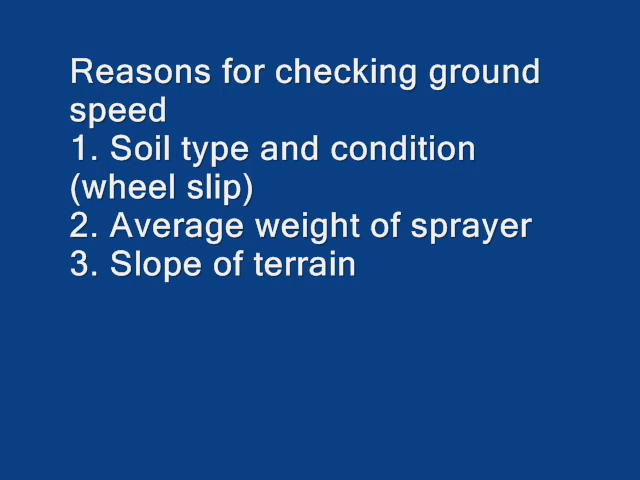 Reasons for checking ground
speed
1. Soil type and condition
(wheel slip)
2. Average weight of sprayer
3. Slope of terrain